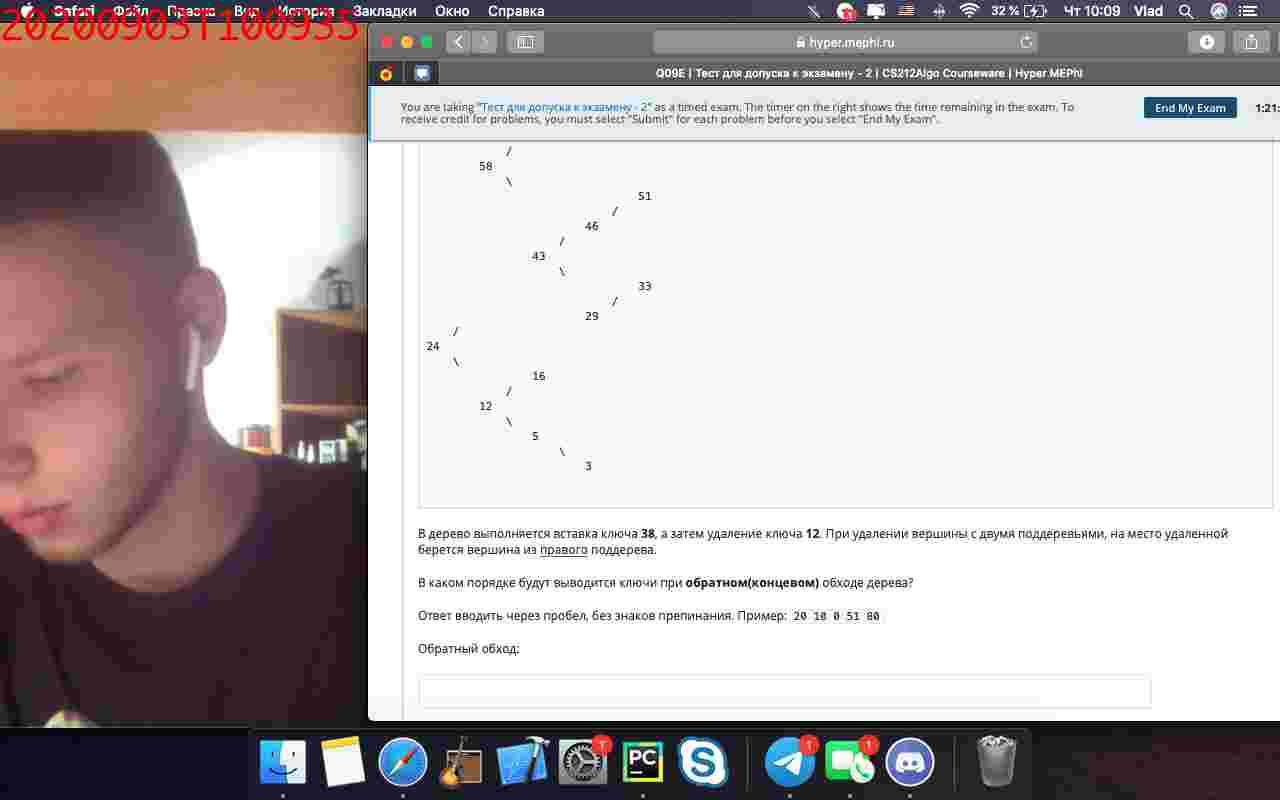 20200903T100935
Safari Файл Правка Вид История Закладки Окно Справка 32 % Чт 10:09 Vlad
hyper.mephi.ru
Q09E | Тест для допуска к экзамену - 2 | CS212Algo Courseware | Hyper.MEPhI
You are taking "Тест для допуска к экзамену - 2" as a timed exam. The timer on the right shows the time remaining in the exam. To
receive credit for problems, you must select "Submit" for each problem before you select "End My Exam".
End My Exam
1:21:
/
58
\
51
/
46
/
43
\
33
/
29
/
24
\
16
/
12
\
5
\
3
В дерево выполняется вставка ключа 38, а затем удаление ключа 12. При удалении вершины с двумя поддеревьями, на место удаленной
берется вершина из правого поддерева.
В каком порядке будут выводится ключи при обратном(концевом) обходе дерева?
Ответ вводить через пробел, без знаков препинания. Пример: 20 10 0 51 80
Обратный обход:
PC
1
1
1